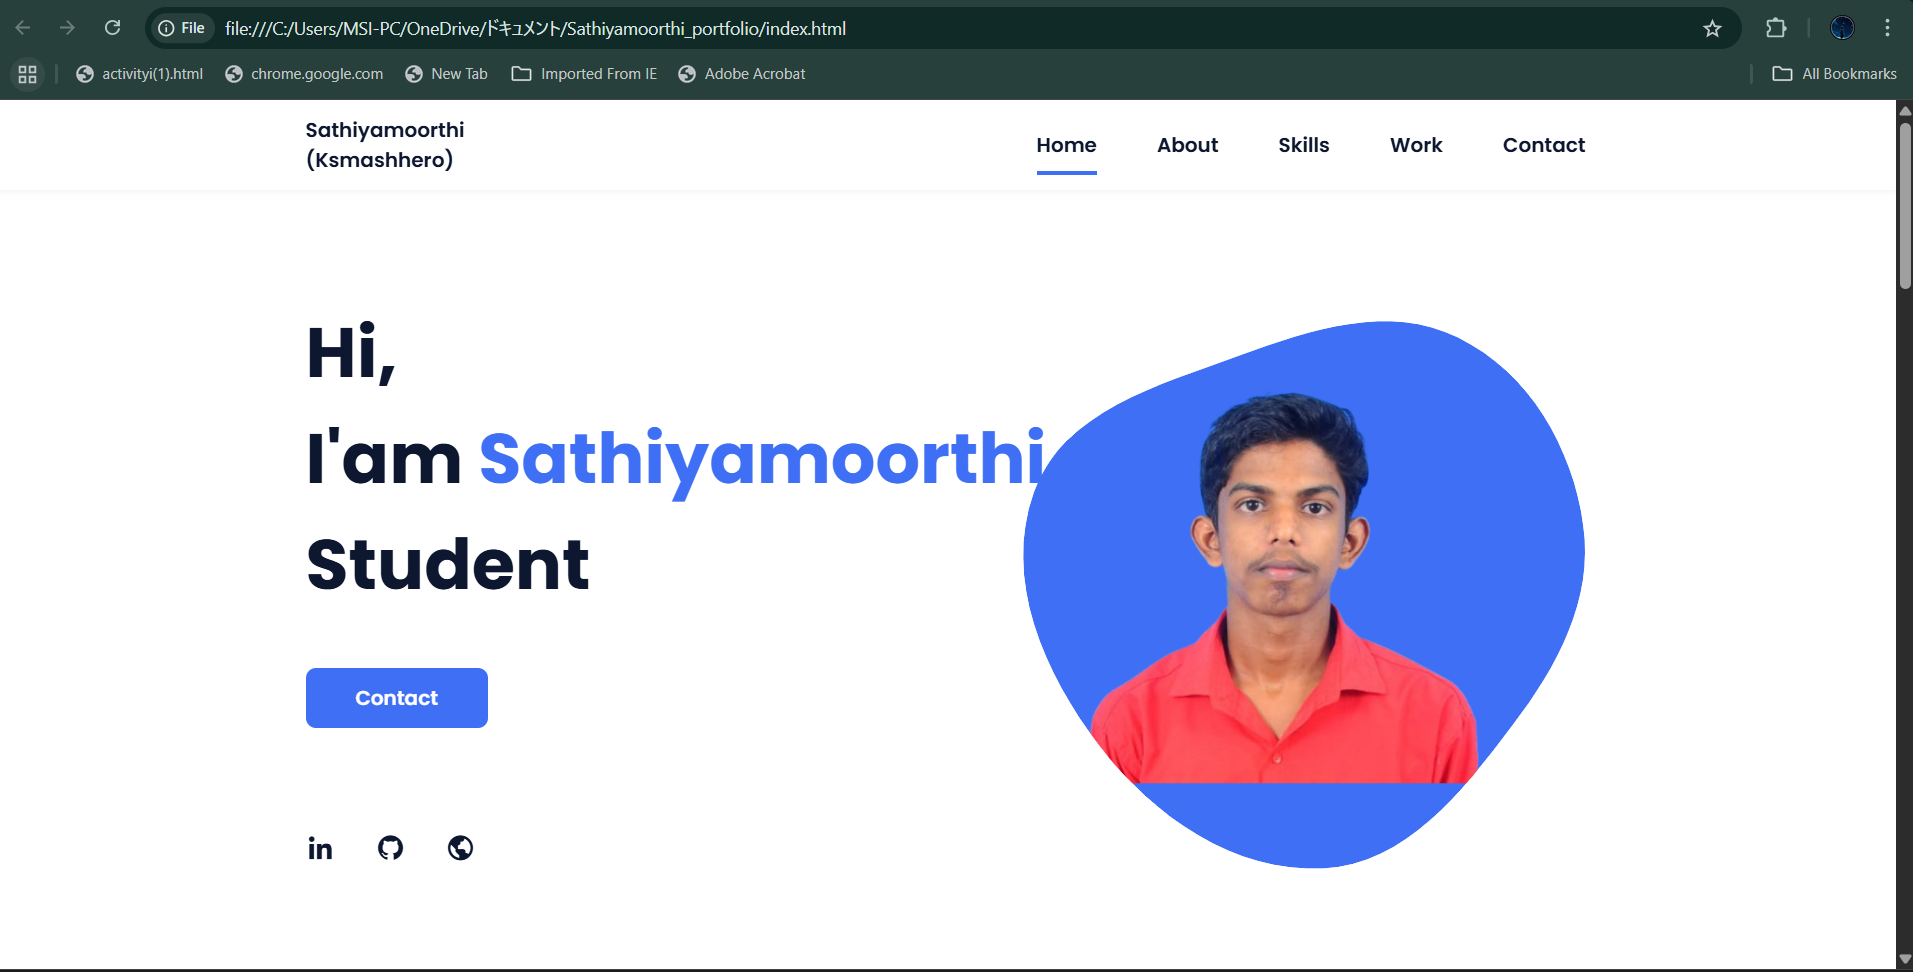 File file:///C:/Users/MSI-PC/OneDrive/ドキュメント/Sathiyamoorthi_portfolio/index.html
activityi(1).html chrome.google.com New Tab Imported From IE Adobe Acrobat All Bookmarks
Sathiyamoorthi
(Ksmashhero)
Home About Skills Work Contact
Hi,
I'am Sathiyamoorthi
Student
Contact
in